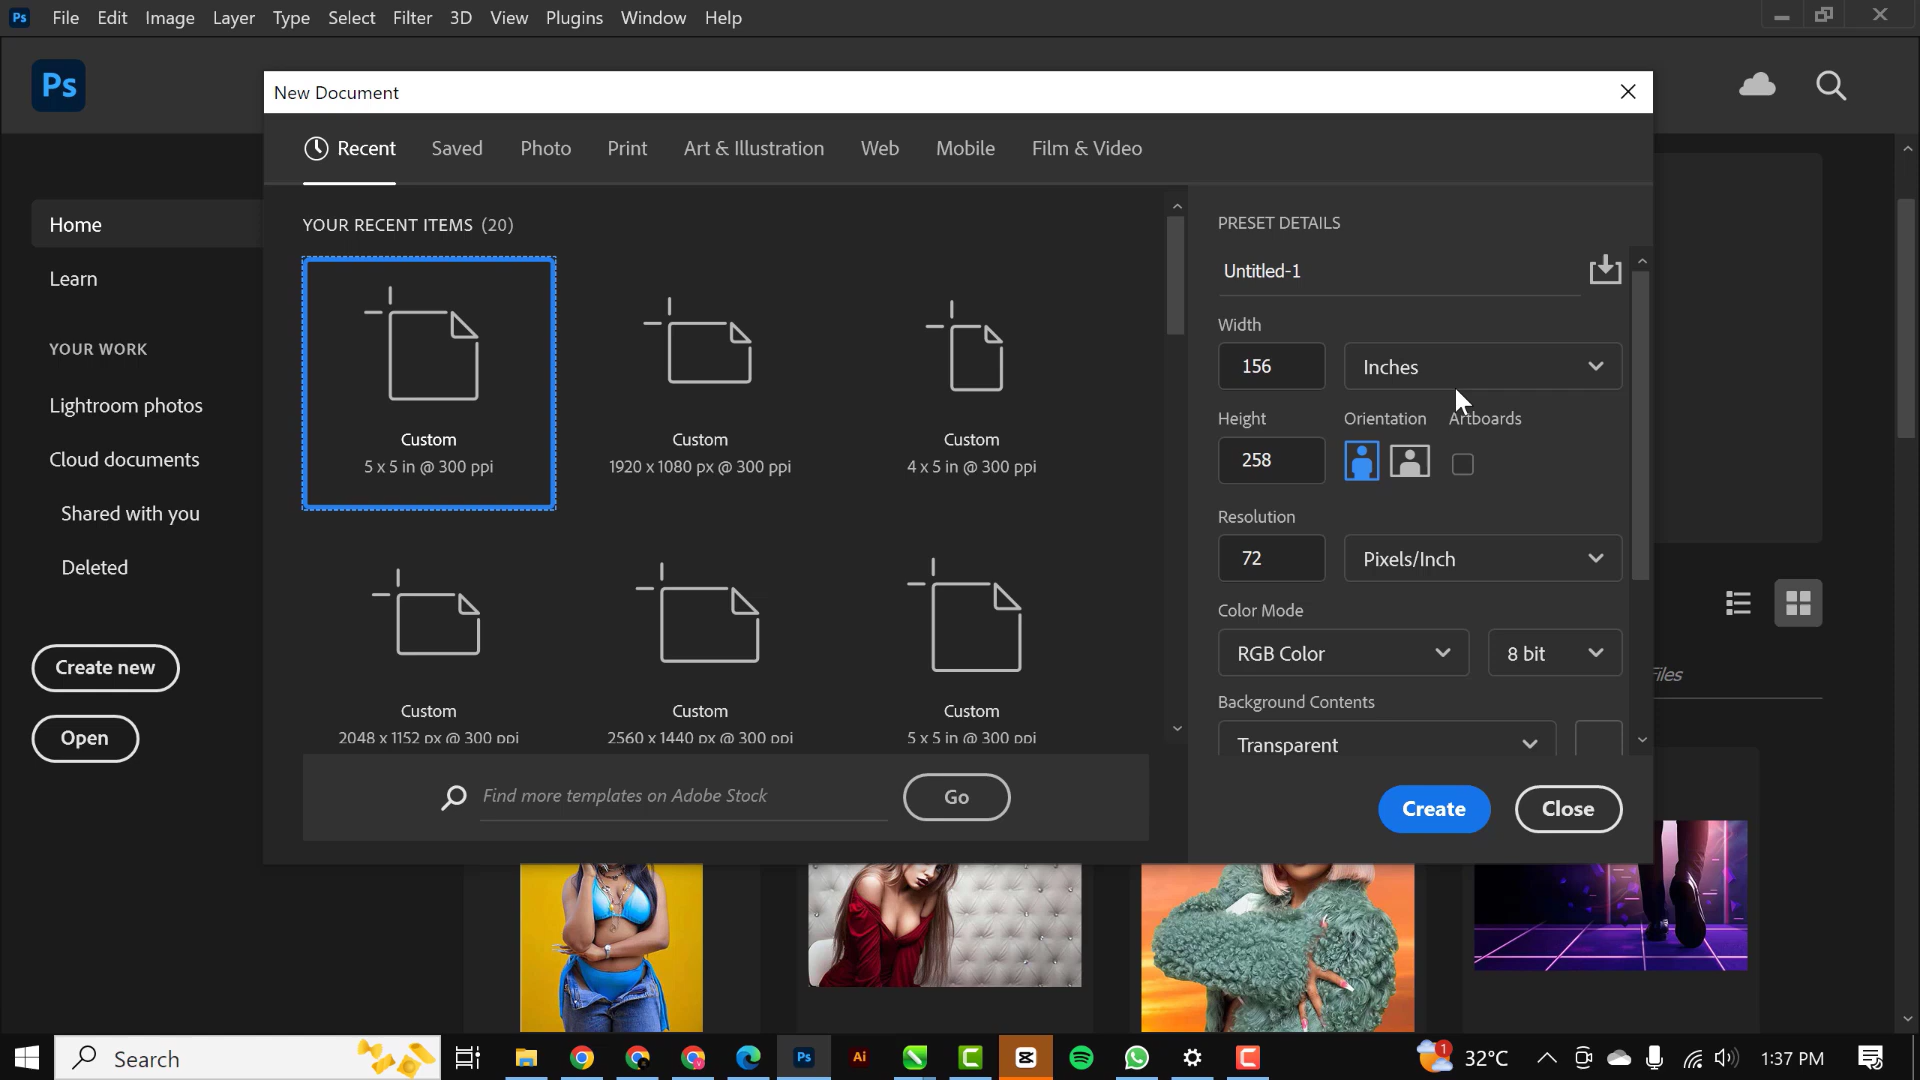 Ps File Edit Image Layer Type Select Filter 3D View Plugins Window Help
Ps
New Document
Recent Saved Photo Print Art & Illustration Web Mobile Film & Video
Home
Learn
YOUR WORK
Lightroom photos
Cloud documents
Shared with you
Deleted
Create new
Open
YOUR RECENT ITEMS (20)
Custom
5 x 5 in @ 300 ppi
Custom
1920 x 1080 px @ 300 ppi
Custom
4 x 5 in @ 300 ppi
Custom
2048 x 1152 px @ 300 ppi
Custom
2560 x 1440 px @ 300 ppi
Custom
5 x 5 in @ 300 ppi
Find more templates on Adobe Stock
Go
PRESET DETAILS
Untitled-1
Width
156 Inches
Height Orientation Artboards
258
Resolution
72 Pixels/Inch
Color Mode
RGB Color 8 bit
Background Contents
Transparent
Create Close
Files
Search Ps Ai 1 32°C 1:37 PM